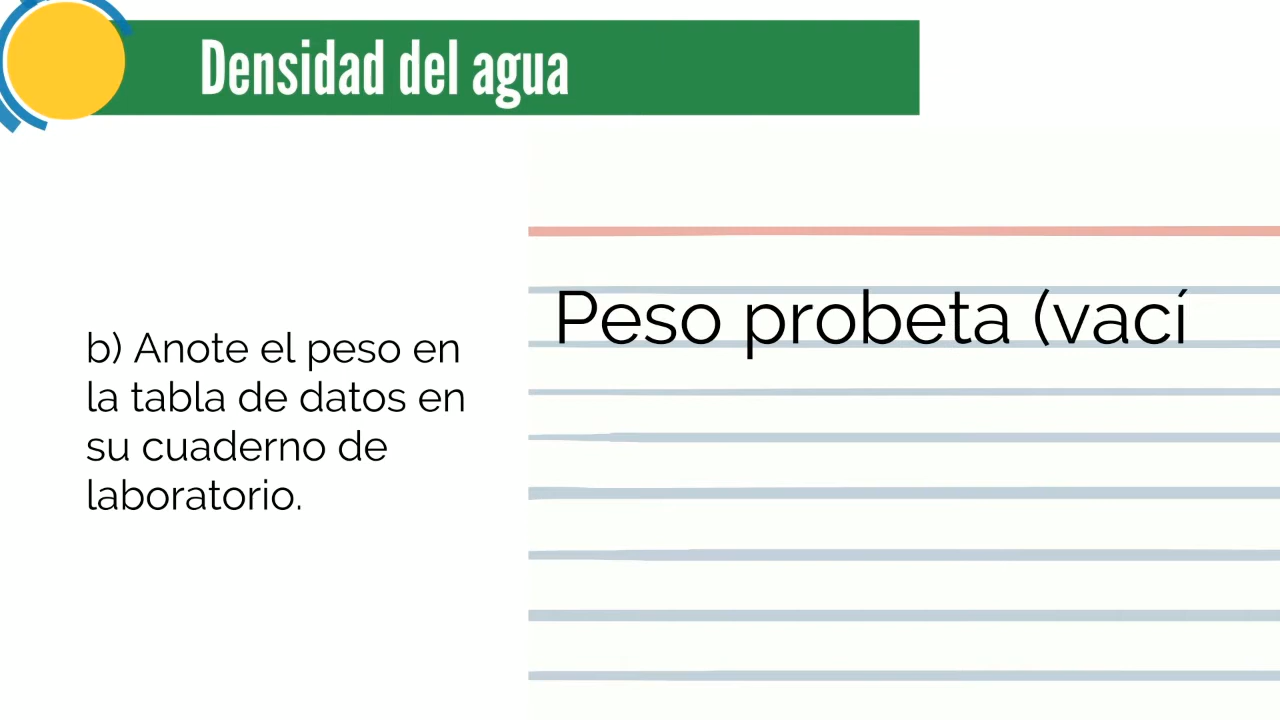 Densidad del agua
b) Anote el peso en
la tabla de datos en
su cuaderno de
laboratorio.
Peso probeta (vací